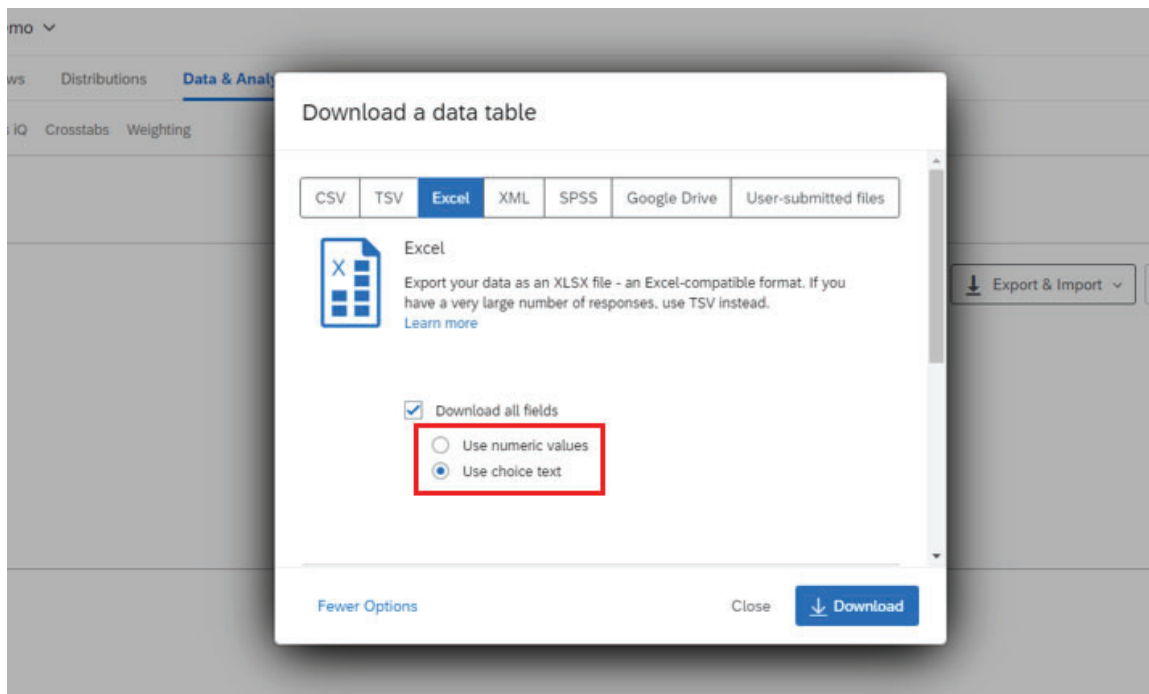 mo
ws Distributions Data & Analy
iQ Crosstabs Weighting
Download a data table
CSV TSV Excel XML SPSS Google Drive User-submitted files
X
Excel
Export your data as an XLSX file - an Excel-compatible format. If you
have a very large number of responses, use TSV instead.
Learn more
Export & Import
Download all fields
Use numeric values
Use choice text
Fewer Options Close Download